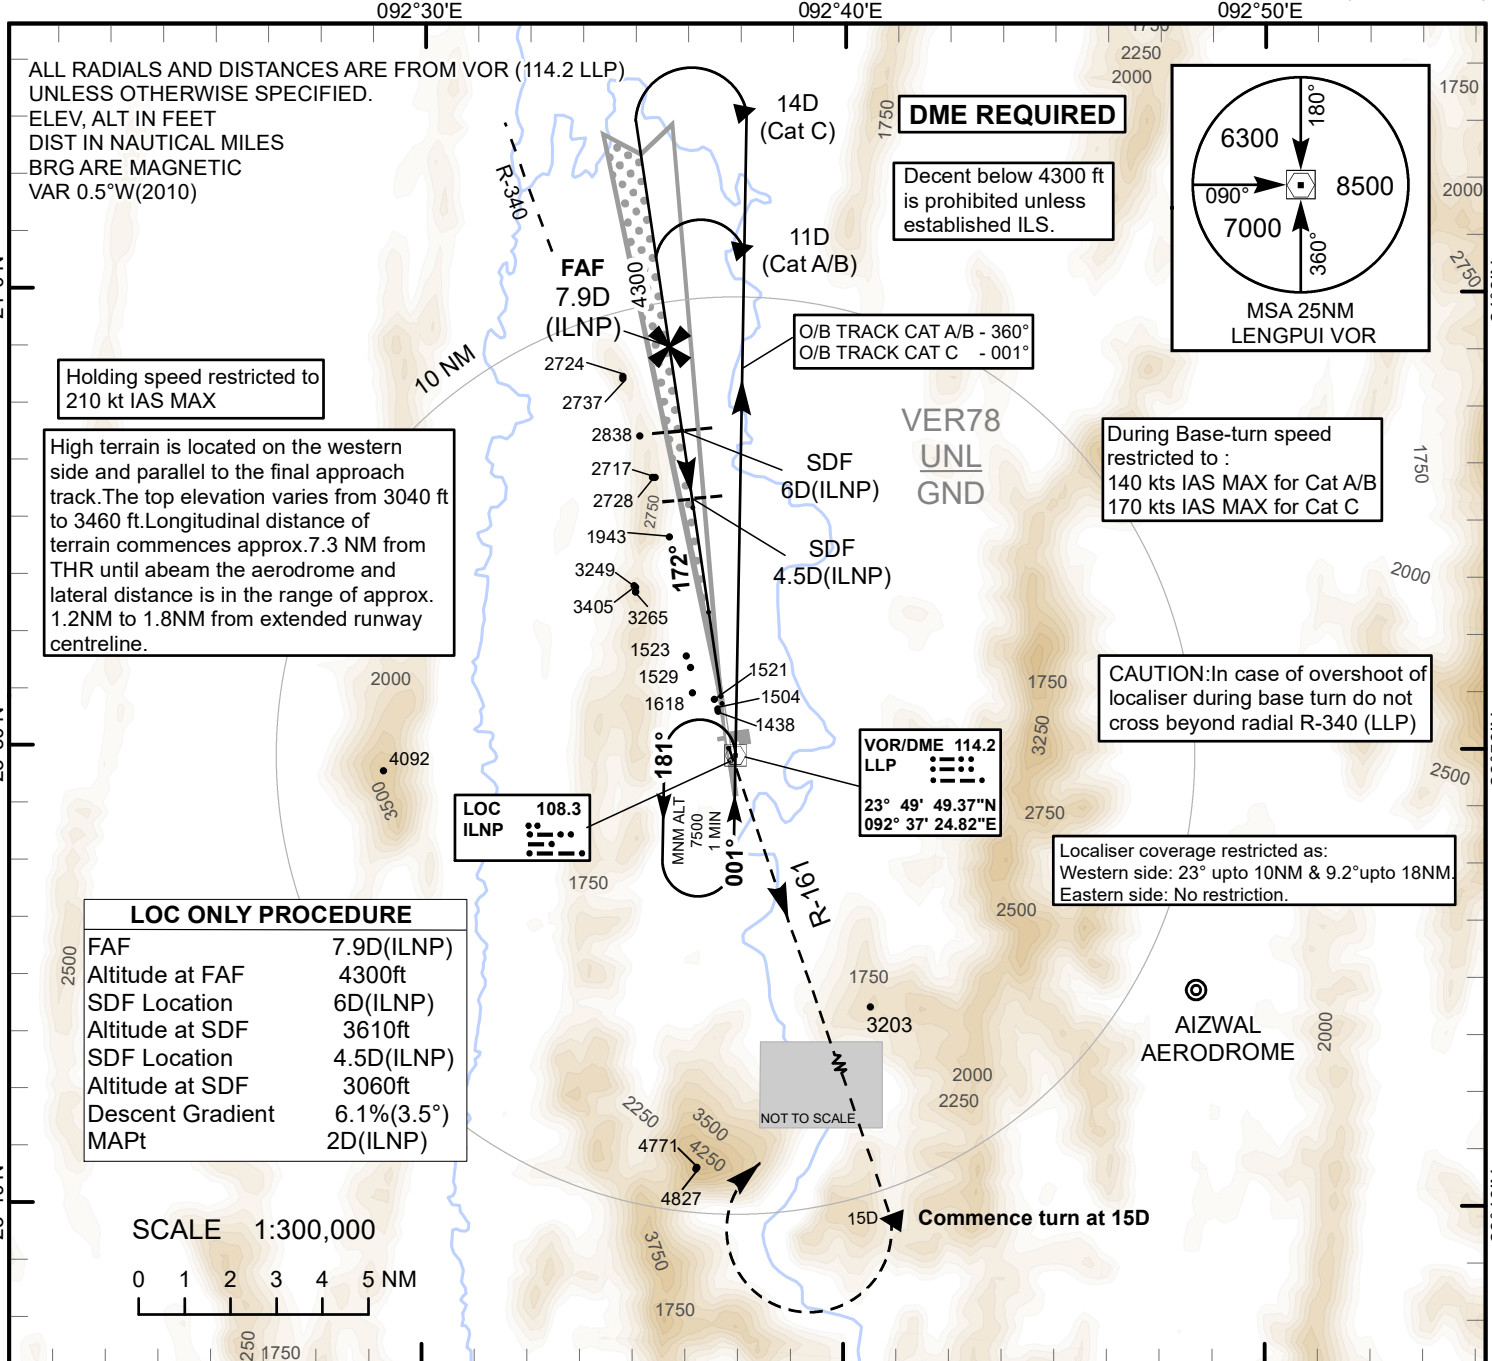 092°30'E
092°40'E
092°50'E
ALL RADIALS AND DISTANCES ARE FROM VOR (114.2 LLP)
UNLESS OTHERWISE SPECIFIED.
ELEV, ALT IN FEET
DIST IN NAUTICAL MILES
BRG ARE MAGNETIC
VAR 0.5°W(2010)
R-340
14D
(Cat C)
1750
DME REQUIRED
2250
2000
1750
2000
2750
Decent below 4300 ft
is prohibited unless
established ILS.
180°
6300
090°
8500
7000
360°
MSA 25NM
LENGPUI VOR
11D
(Cat A/B)
FAF
7.9D
(ILNP)
4300
O/B TRACK CAT A/B - 360°
O/B TRACK CAT C - 001°
10 NM
Holding speed restricted to
210 kt IAS MAX
2724
2737
2838
2717
2728
2750
1943
3249
3405
3265
172°
1523
1529
1618
1521
1504
1438
High terrain is located on the western
side and parallel to the final approach
track.The top elevation varies from 3040 ft
to 3460 ft.Longitudinal distance of
terrain commences approx.7.3 NM from
THR until abeam the aerodrome and
lateral distance is in the range of approx.
1.2NM to 1.8NM from extended runway
centreline.
SDF
6D(ILNP)
SDF
4.5D(ILNP)
VER78
UNL
GND
During Base-turn speed
restricted to :
140 kts IAS MAX for Cat A/B
170 kts IAS MAX for Cat C
1750
2000
CAUTION:In case of overshoot of
localiser during base turn do not
cross beyond radial R-340 (LLP)
1750
3250
2500
2750
2000
4092
3500
181°
MNM ALT
7500
1 MIN
001°
VOR/DME 114.2
LLP
23° 49' 49.37"N
092° 37' 24.82"E
LOC 108.3
ILNP
Localiser coverage restricted as:
Western side: 23° upto 10NM & 9.2°upto 18NM.
Eastern side: No restriction.
1750
R-161
2500
2500
LOC ONLY PROCEDURE
FAF 7.9D(ILNP)
Altitude at FAF 4300ft
SDF Location 6D(ILNP)
Altitude at SDF 3610ft
SDF Location 4.5D(ILNP)
Altitude at SDF 3060ft
Descent Gradient 6.1%(3.5°)
MAPt 2D(ILNP)
1750
3203
AIZWAL
AERODROME
2000
2000
2250
NOT TO SCALE
2250
3500
4250
4771
4827
15D
Commence turn at 15D
3750
1750
SCALE 1:300,000
0 1 2 3 4 5 NM
1750